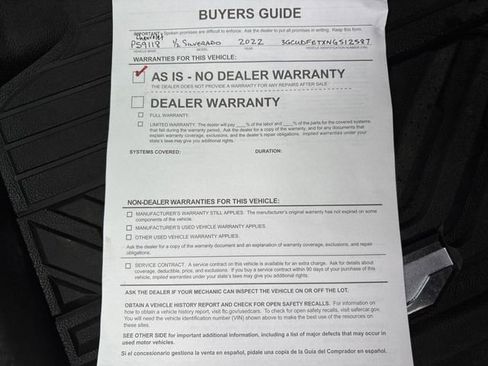 BUYERS GUIDE
IMPORTANT: Spoken promises are difficult to enforce. Ask the dealer to put all promises in writing. Keep this form.
Chevrolet
P59118 1/2 SILVERADO 2022 3GCUDFETXNG512587
VEHICLE MAKE MODEL YEAR VEHICLE IDENTIFICATION NUMBER (VIN)
WARRANTIES FOR THIS VEHICLE:
AS IS - NO DEALER WARRANTY
THE DEALER DOES NOT PROVIDE A WARRANTY FOR ANY REPAIRS AFTER SALE
DEALER WARRANTY
FULL WARRANTY.
LIMITED WARRANTY. The dealer will pay ____% of the labor and ____% of the parts for the covered systems
that fail during the warranty period. Ask the dealer for a copy of the warranty, and for any documents that
explain warranty coverage, exclusions, and the dealer's repair obligations. Implied warranties under your
state's laws may give you additional rights.
SYSTEMS COVERED: DURATION:
NON-DEALER WARRANTIES FOR THIS VEHICLE:
MANUFACTURER'S WARRANTY STILL APPLIES. The manufacturer's original warranty has not expired on some
components of the vehicle.
MANUFACTURER'S USED VEHICLE WARRANTY APPLIES.
OTHER USED VEHICLE WARRANTY APPLIES.
Ask the dealer for a copy of the warranty document and an explanation of warranty coverage, exclusions, and repair
obligations.
SERVICE CONTRACT. A service contract on this vehicle is available for an extra charge. Ask for details about
coverage, deductible, price, and exclusions. If you buy a service contract within 90 days of your purchase of this
vehicle, implied warranties under your state's laws may give you additional rights.
ASK THE DEALER IF YOUR MECHANIC CAN INSPECT THE VEHICLE ON OR OFF THE LOT.
OBTAIN A VEHICLE HISTORY REPORT AND CHECK FOR OPEN SAFETY RECALLS. For information on
how to obtain a vehicle history report, visit ftc.gov/usedcars. To check for open safety recalls, visit safercar.gov.
You will need the vehicle identification number (VIN) shown above to make the best use of the resources on
these sites.
SEE OTHER SIDE for important additional information, including a list of major defects that may occur in
used motor vehicles.
Si el concesionario gestiona la venta en español, pídale una copia de la Guía del Comprador en español.